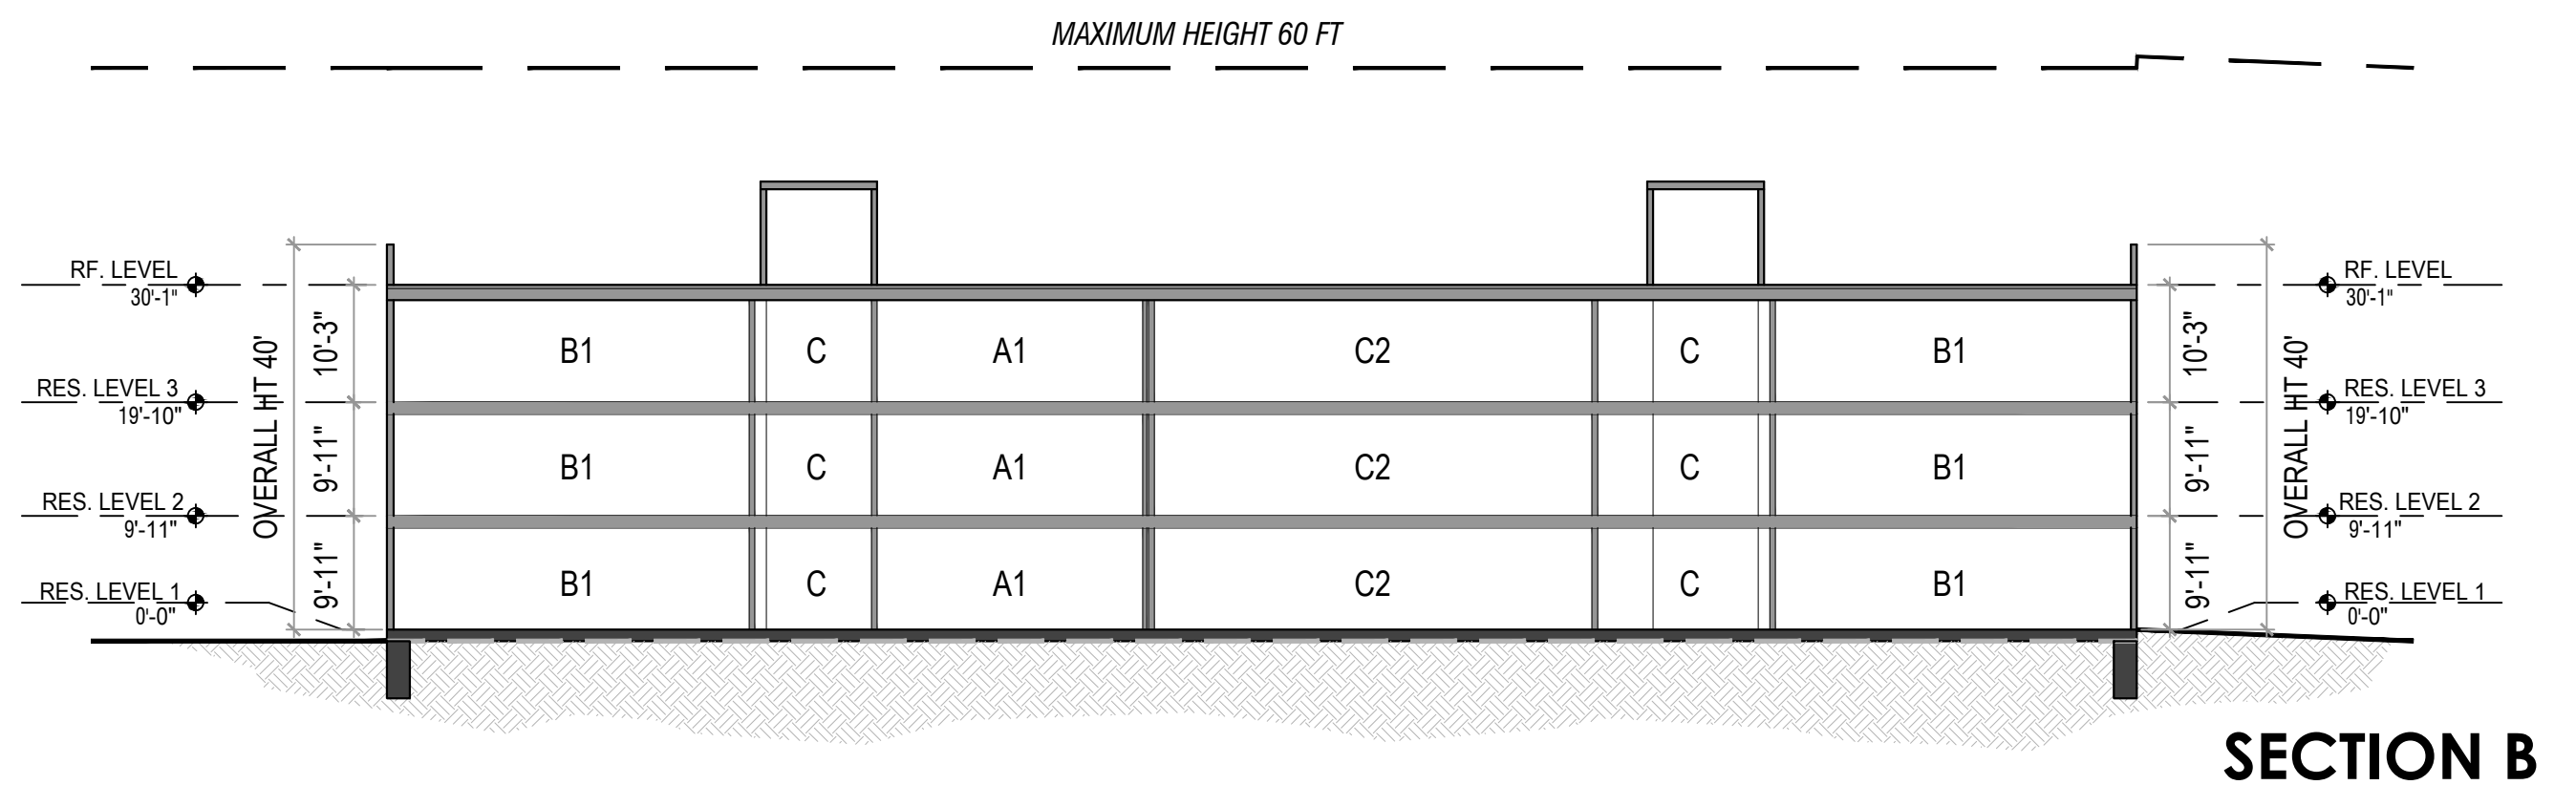 MAXIMUM HEIGHT 60 FT
RF. LEVEL
30'-1"
RES. LEVEL 3
19'-10"
RES. LEVEL 2
9'-11"
RES. LEVEL 1
0'-0"
OVERALL HT 40'
10'-3"
9'-11"
9'-11"
B1 C A1 C2 C B1
B1 C A1 C2 C B1
B1 C A1 C2 C B1
10'-3"
9'-11"
9'-11"
OVERALL HT 40'
RF. LEVEL
30'-1"
RES. LEVEL 3
19'-10"
RES. LEVEL 2
9'-11"
RES. LEVEL 1
0'-0"
SECTION B